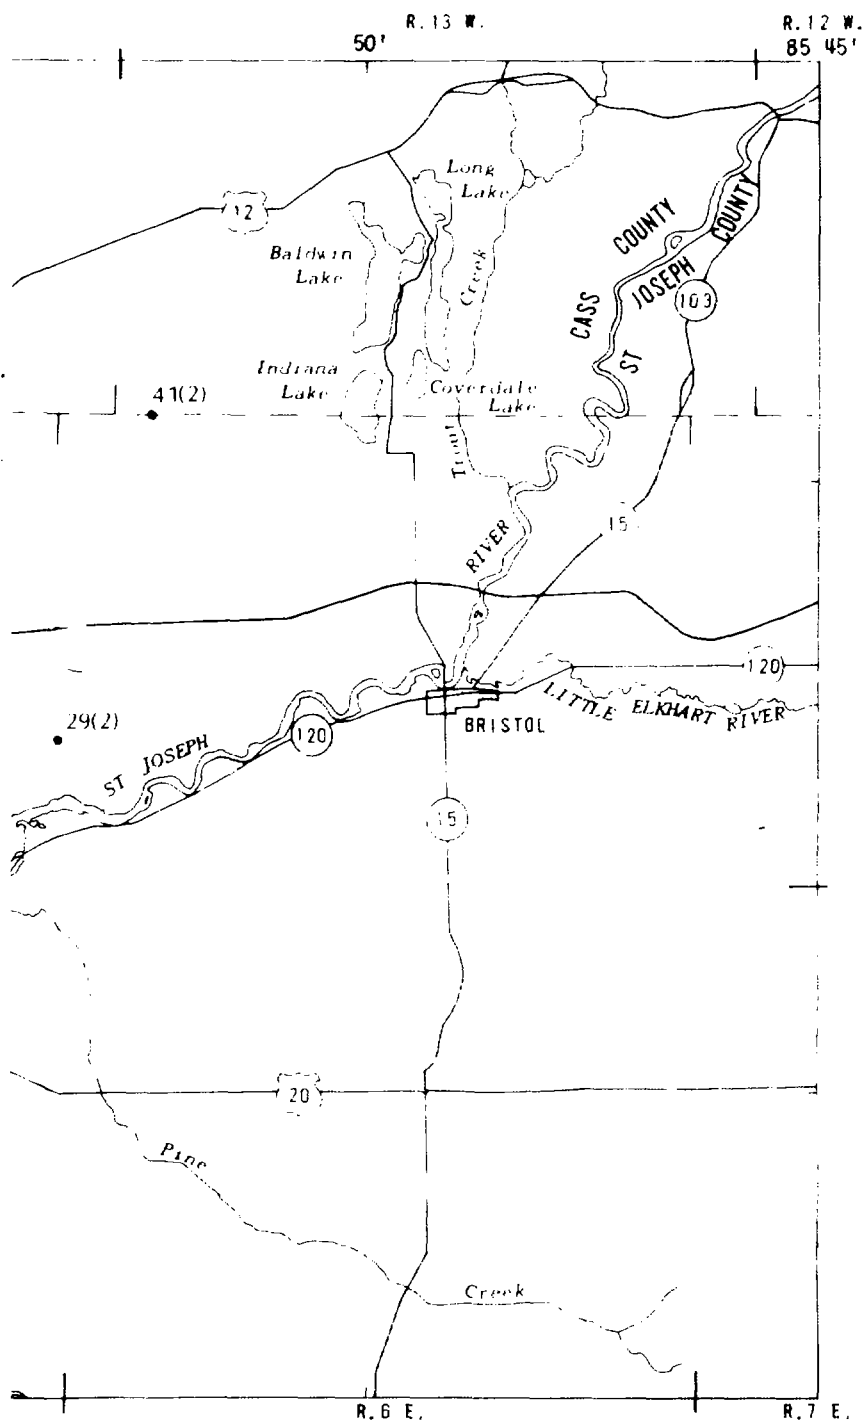 R.13 W.
R.12 W.
50'
85 45'
Long
Lake
12
COUNTY
COUNTY
Baldwin
Lake
Creek
JOSEPH
103
CASS
ST
Indiana
Lake
Coverdale
Lake
41(2)
Trout
RIVER
15
120
LITTLE ELKHART RIVER
29(2)
BRISTOL
120
ST JOSEPH
15
20
Pine
Creek
R.6 E.
R.7 E.